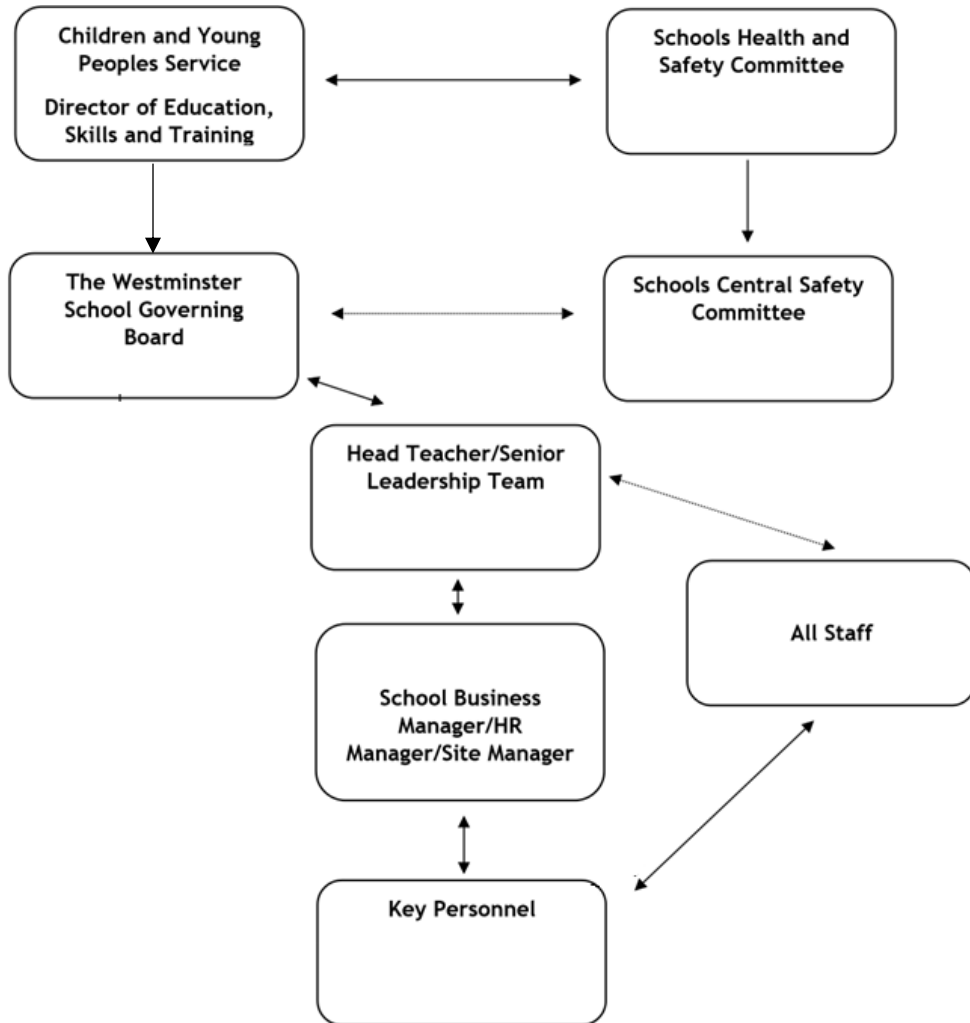 Children and Young
Peoples Service
Director of Education,
Skills and Training
Schools Health and
Safety Committee
The Westminster
School Governing
Board
Schools Central Safety
Committee
Head Teacher/Senior
Leadership Team
All Staff
School Business
Manager/HR
Manager/Site Manager
Key Personnel